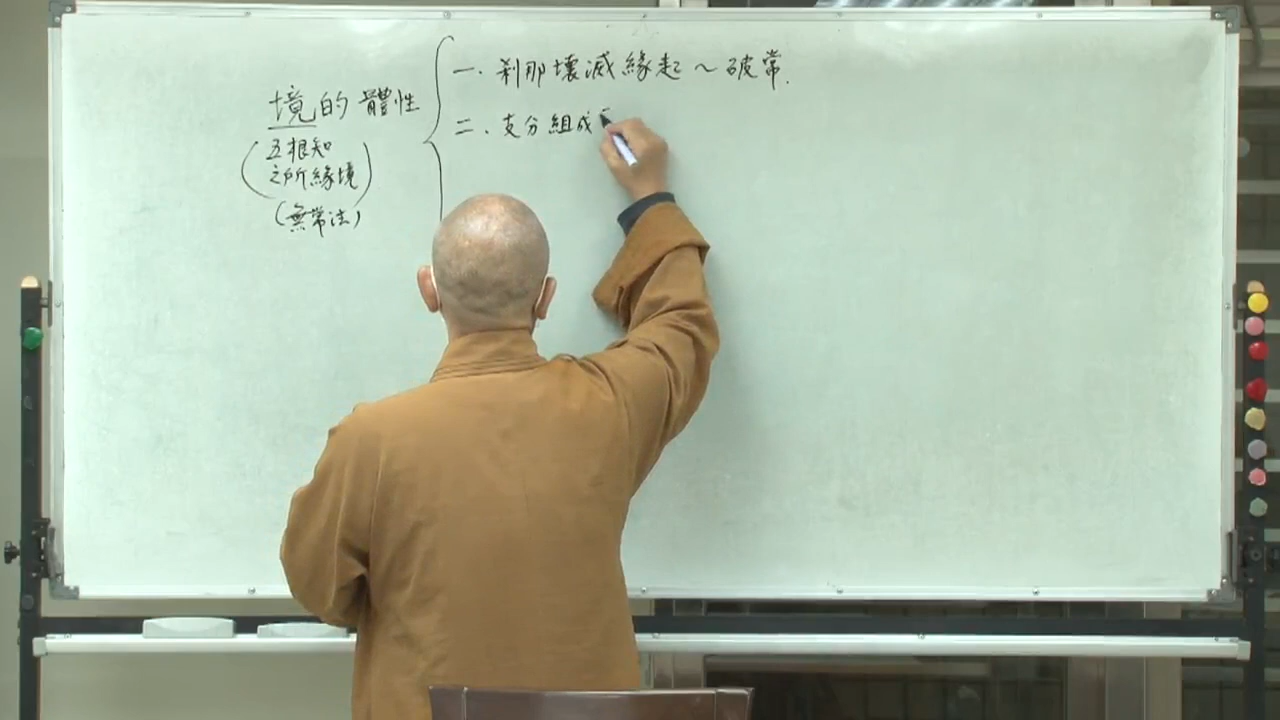 一．剎那壞滅緣起～破常．
境的體性
二．支分組成
五根知
之所緣境
(無常法)